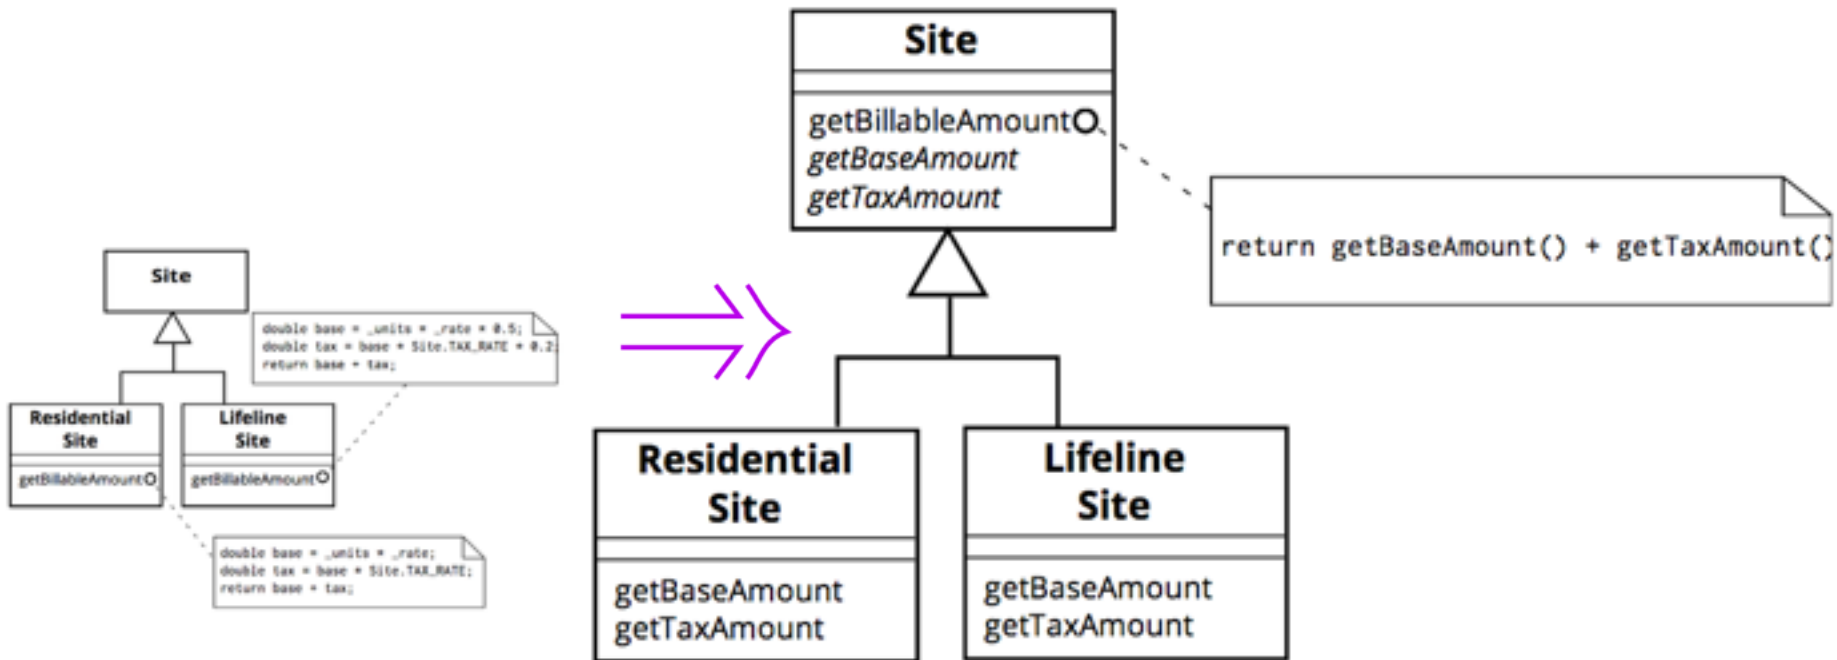 Site
double base = _units * _rate * 0.5;
double tax = base * Site.TAX_RATE * 0.2;
return base + tax;
Residential
Site
getBillableAmount
Lifeline
Site
getBillableAmount
double base = _units * _rate;
double tax = base * Site.TAX_RATE;
return base + tax;
Site
getBillableAmount
getBaseAmount
getTaxAmount
return getBaseAmount() + getTaxAmount()
Residential
Site
getBaseAmount
getTaxAmount
Lifeline
Site
getBaseAmount
getTaxAmount